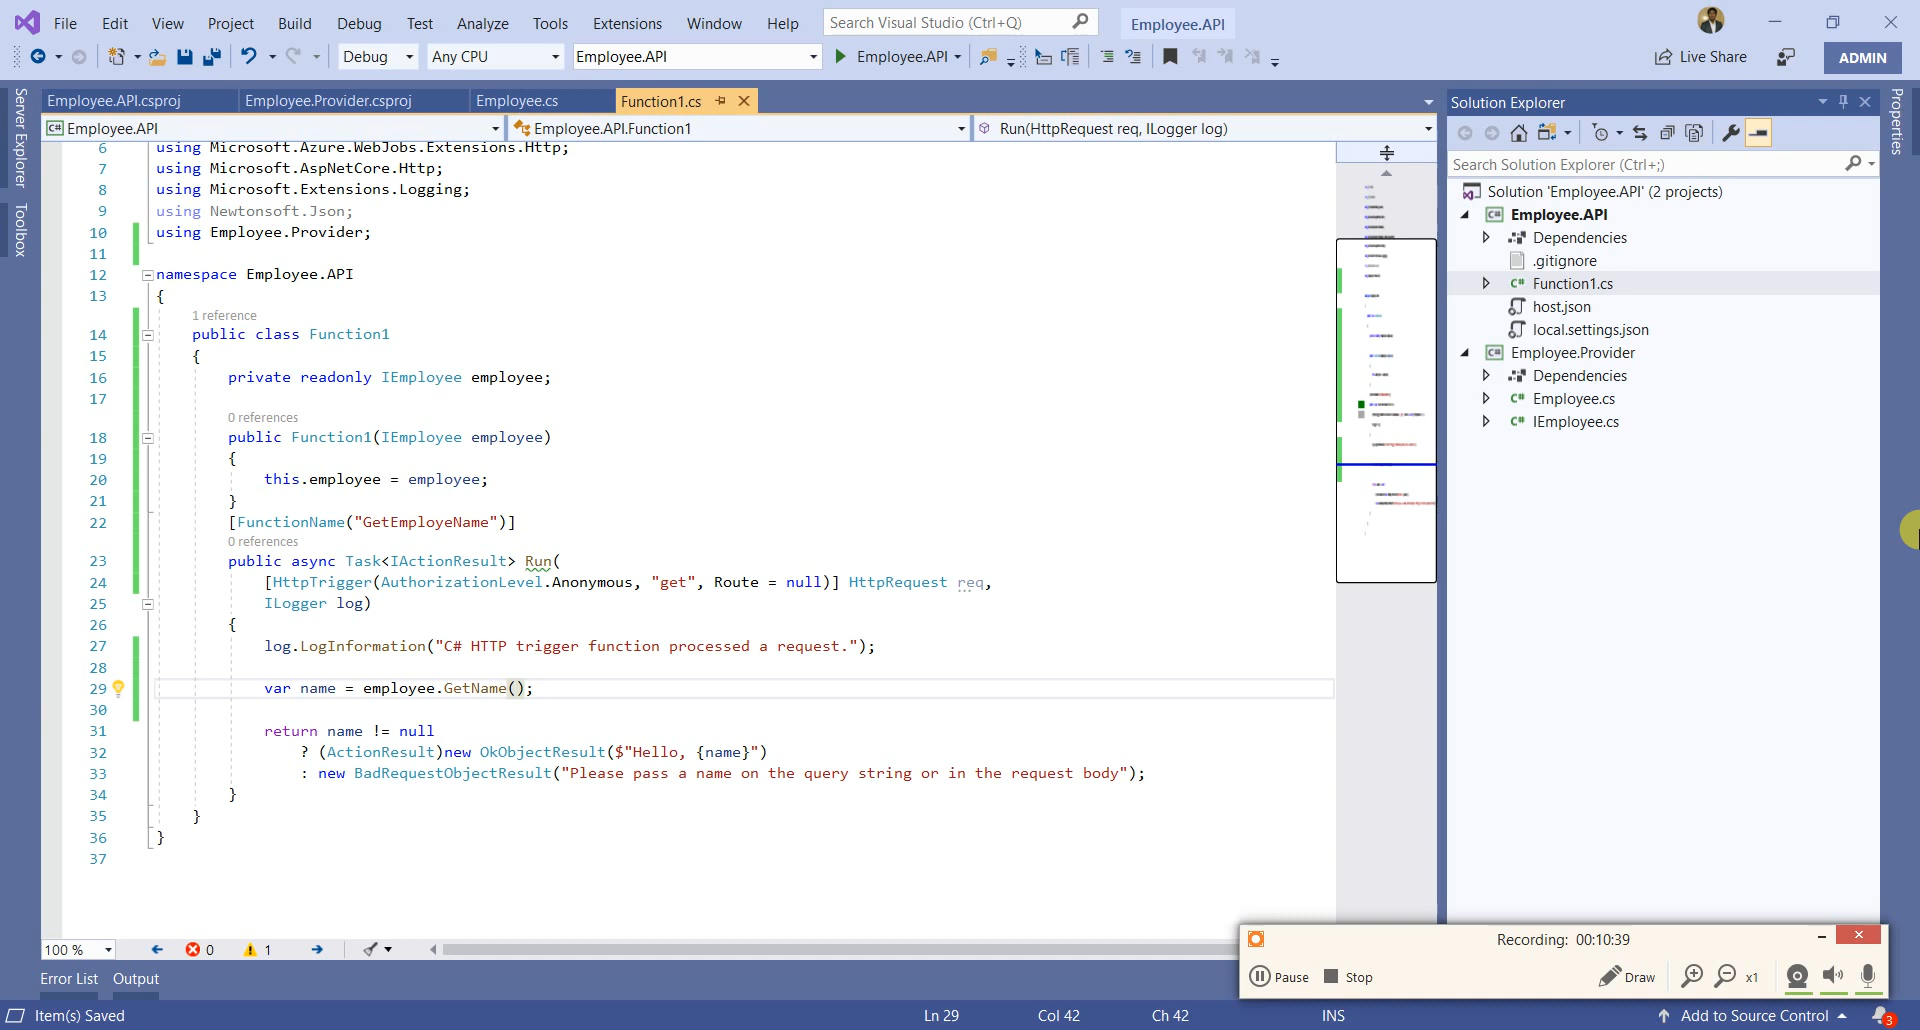 File Edit View Project Build Debug Test Analyze Tools Extensions Window Help Search Visual Studio (Ctrl+Q) Employee.API
Debug Any CPU Employee.API Employee.API Live Share ADMIN
Server Explorer
Toolbox
Employee.API.csproj Employee.Provider.csproj Employee.cs Function1.cs
C# Employee.API Employee.API.Function1 Run(HttpRequest req, ILogger log)
6 using Microsoft.Azure.WebJobs.Extensions.Http;
7 using Microsoft.AspNetCore.Http;
8 using Microsoft.Extensions.Logging;
9 using Newtonsoft.Json;
10 using Employee.Provider;
11
12 namespace Employee.API
13 {
1 reference
14 public class Function1
15 {
16 private readonly IEmployee employee;
17
0 references
18 public Function1(IEmployee employee)
19 {
20 this.employee = employee;
21 }
22 [FunctionName("GetEmployeName")]
0 references
23 public async Task<IActionResult> Run(
24 [HttpTrigger(AuthorizationLevel.Anonymous, "get", Route = null)] HttpRequest req,
25 ILogger log)
26 {
27 log.LogInformation("C# HTTP trigger function processed a request.");
28
29 var name = employee.GetName();
30
31 return name != null
32 ? (ActionResult)new OkObjectResult($"Hello, {name}")
33 : new BadRequestObjectResult("Please pass a name on the query string or in the request body");
34 }
35 }
36 }
37
Solution Explorer
Search Solution Explorer (Ctrl+;)
Solution 'Employee.API' (2 projects)
C# Employee.API
Dependencies
.gitignore
C# Function1.cs
host.json
local.settings.json
C# Employee.Provider
Dependencies
C# Employee.cs
C# IEmployee.cs
Properties
100 % 0 1
Recording: 00:10:39
Pause Stop Draw x1
Error List Output
Item(s) Saved Ln 29 Col 42 Ch 42 INS Add to Source Control 3